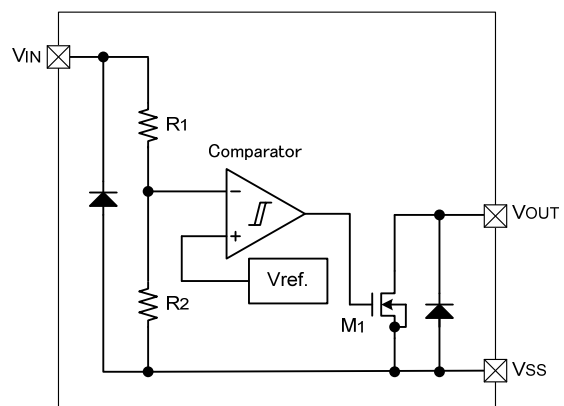 VIN
R1
Comparator
−
+
VOUT
Vref.
R2
M1
VSS